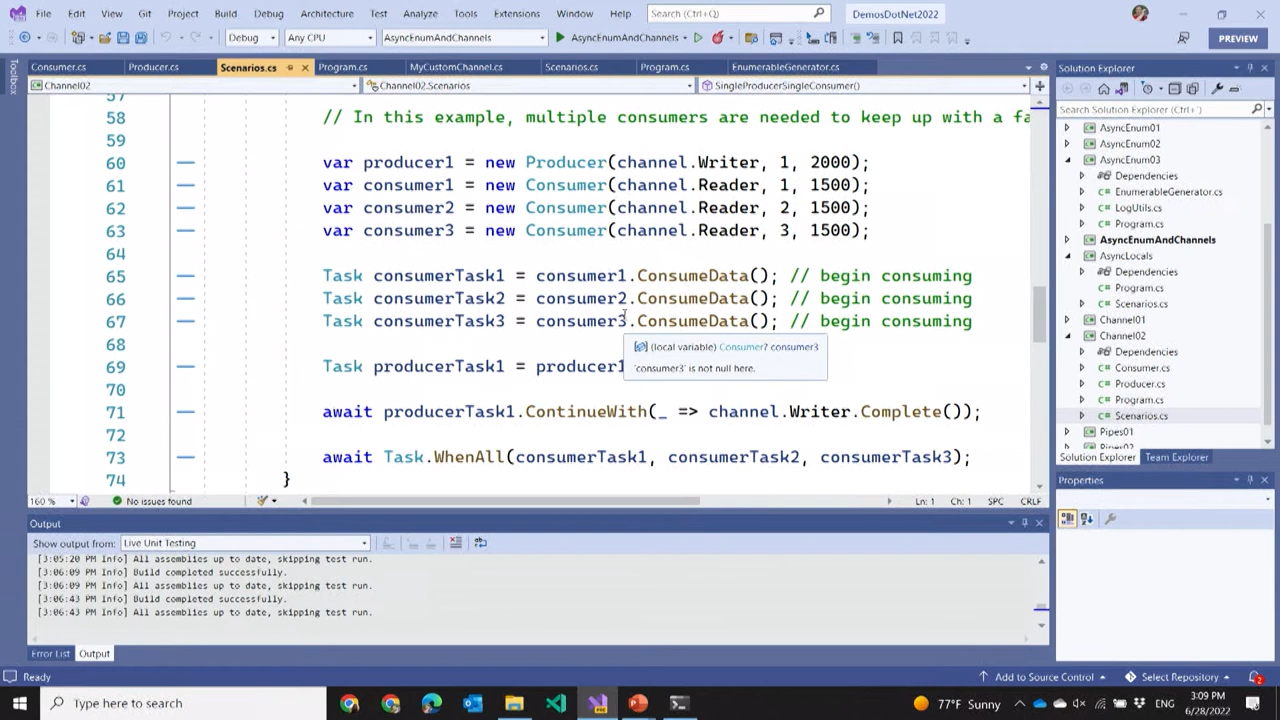 File Edit View Git Project Build Debug Architecture Test Analyze Tools Extensions Window Help Search (Ctrl+Q) DemosDotNet2022
Debug Any CPU AsyncEnumAndChannels AsyncEnumAndChannels PREVIEW
Toolbox
Consumer.cs Producer.cs Scenarios.cs Program.cs MyCustomChannel.cs Scenarios.cs Program.cs EnumerableGenerator.cs
Channel02 Channel02.Scenarios SingleProducerSingleConsumer()
57
58 // In this example, multiple consumers are needed to keep up with a fa
59
60 var producer1 = new Producer(channel.Writer, 1, 2000);
61 var consumer1 = new Consumer(channel.Reader, 1, 1500);
62 var consumer2 = new Consumer(channel.Reader, 2, 1500);
63 var consumer3 = new Consumer(channel.Reader, 3, 1500);
64
65 Task consumerTask1 = consumer1.ConsumeData(); // begin consuming
66 Task consumerTask2 = consumer2.ConsumeData(); // begin consuming
67 Task consumerTask3 = consumer3.ConsumeData(); // begin consuming
68
(local variable) Consumer? consumer3
'consumer3' is not null here.
69 Task producerTask1 = producer1
70
71 await producerTask1.ContinueWith(_ => channel.Writer.Complete());
72
73 await Task.WhenAll(consumerTask1, consumerTask2, consumerTask3);
74 }
160 % No issues found Ln: 1 Ch: 1 SPC CRLF
Output
Show output from: Live Unit Testing
[3:05:20 PM Info] All assemblies up to date, skipping test run.
[3:06:09 PM Info] Build completed successfully.
[3:06:09 PM Info] All assemblies up to date, skipping test run.
[3:06:43 PM Info] Build completed successfully.
[3:06:43 PM Info] All assemblies up to date, skipping test run.
Error List Output
Solution Explorer
Search Solution Explorer (Ctrl+')
AsyncEnum01
AsyncEnum02
AsyncEnum03
Dependencies
EnumerableGenerator.cs
LogUtils.cs
Program.cs
AsyncEnumAndChannels
AsyncLocals
Dependencies
Program.cs
Scenarios.cs
Channel01
Channel02
Dependencies
Consumer.cs
Producer.cs
Program.cs
Scenarios.cs
Pipes01
Pipes02
Solution Explorer Team Explorer
Properties
Ready Add to Source Control Select Repository 2
Type here to search 77°F Sunny ENG 3:09 PM
6/28/2022